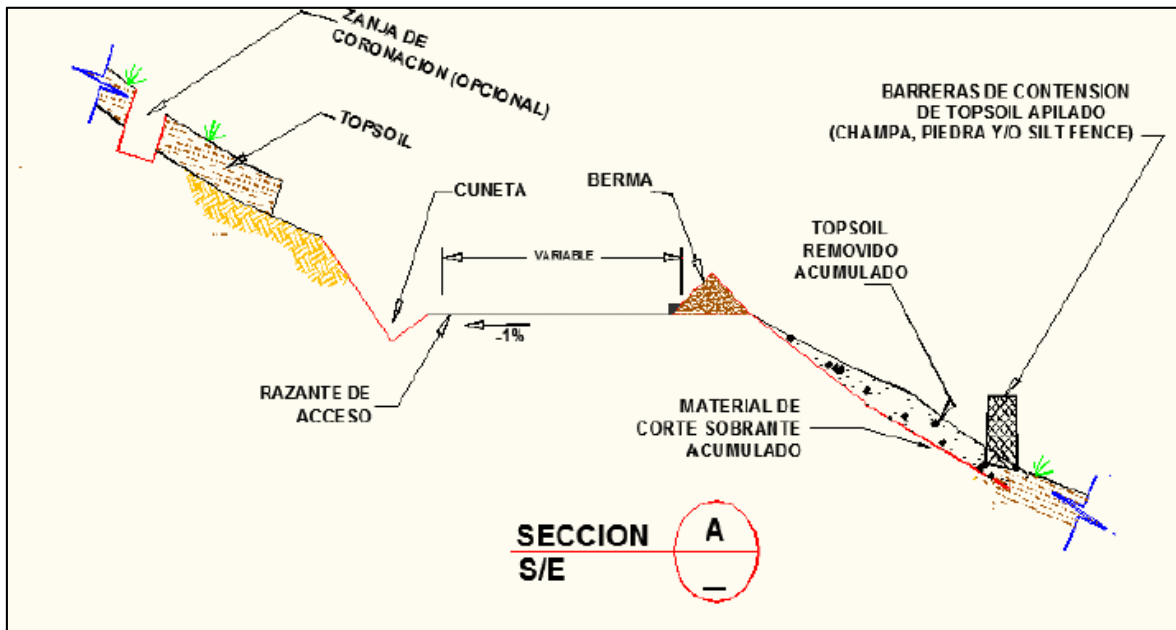 ZANJA DE
CORONACION (OPCIONAL)
TOPSOIL
CUNETA
BERMA
BARRERAS DE CONTENSION
DE TOPSOIL APILADO
(CHAMPA, PIEDRA Y/O SILT FENCE)
TOPSOIL
REMOVIDO
ACUMULADO
VARIABLE
-1%
RAZANTE DE
ACCESO
MATERIAL DE
CORTE SOBRANTE
ACUMULADO
SECCION
S/E
A